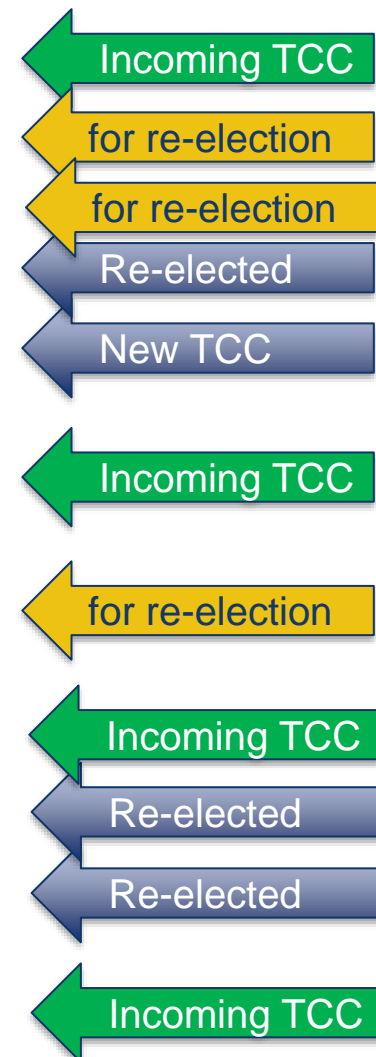 Incoming TCC
for re-election
for re-election
Re-elected
New TCC
Incoming TCC
for re-election
Incoming TCC
Re-elected
Re-elected
Incoming TCC